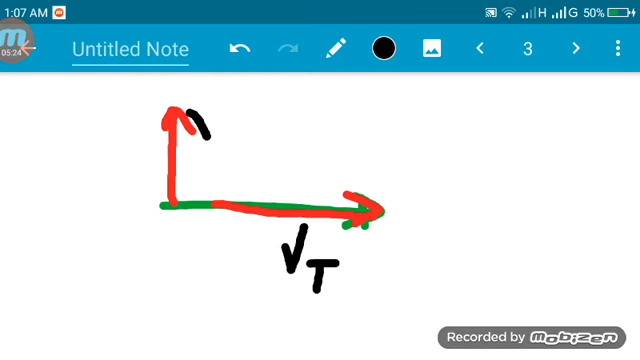 1:07 AM H G 50%
05:24
Untitled Note
3
VT
Recorded by mobizen